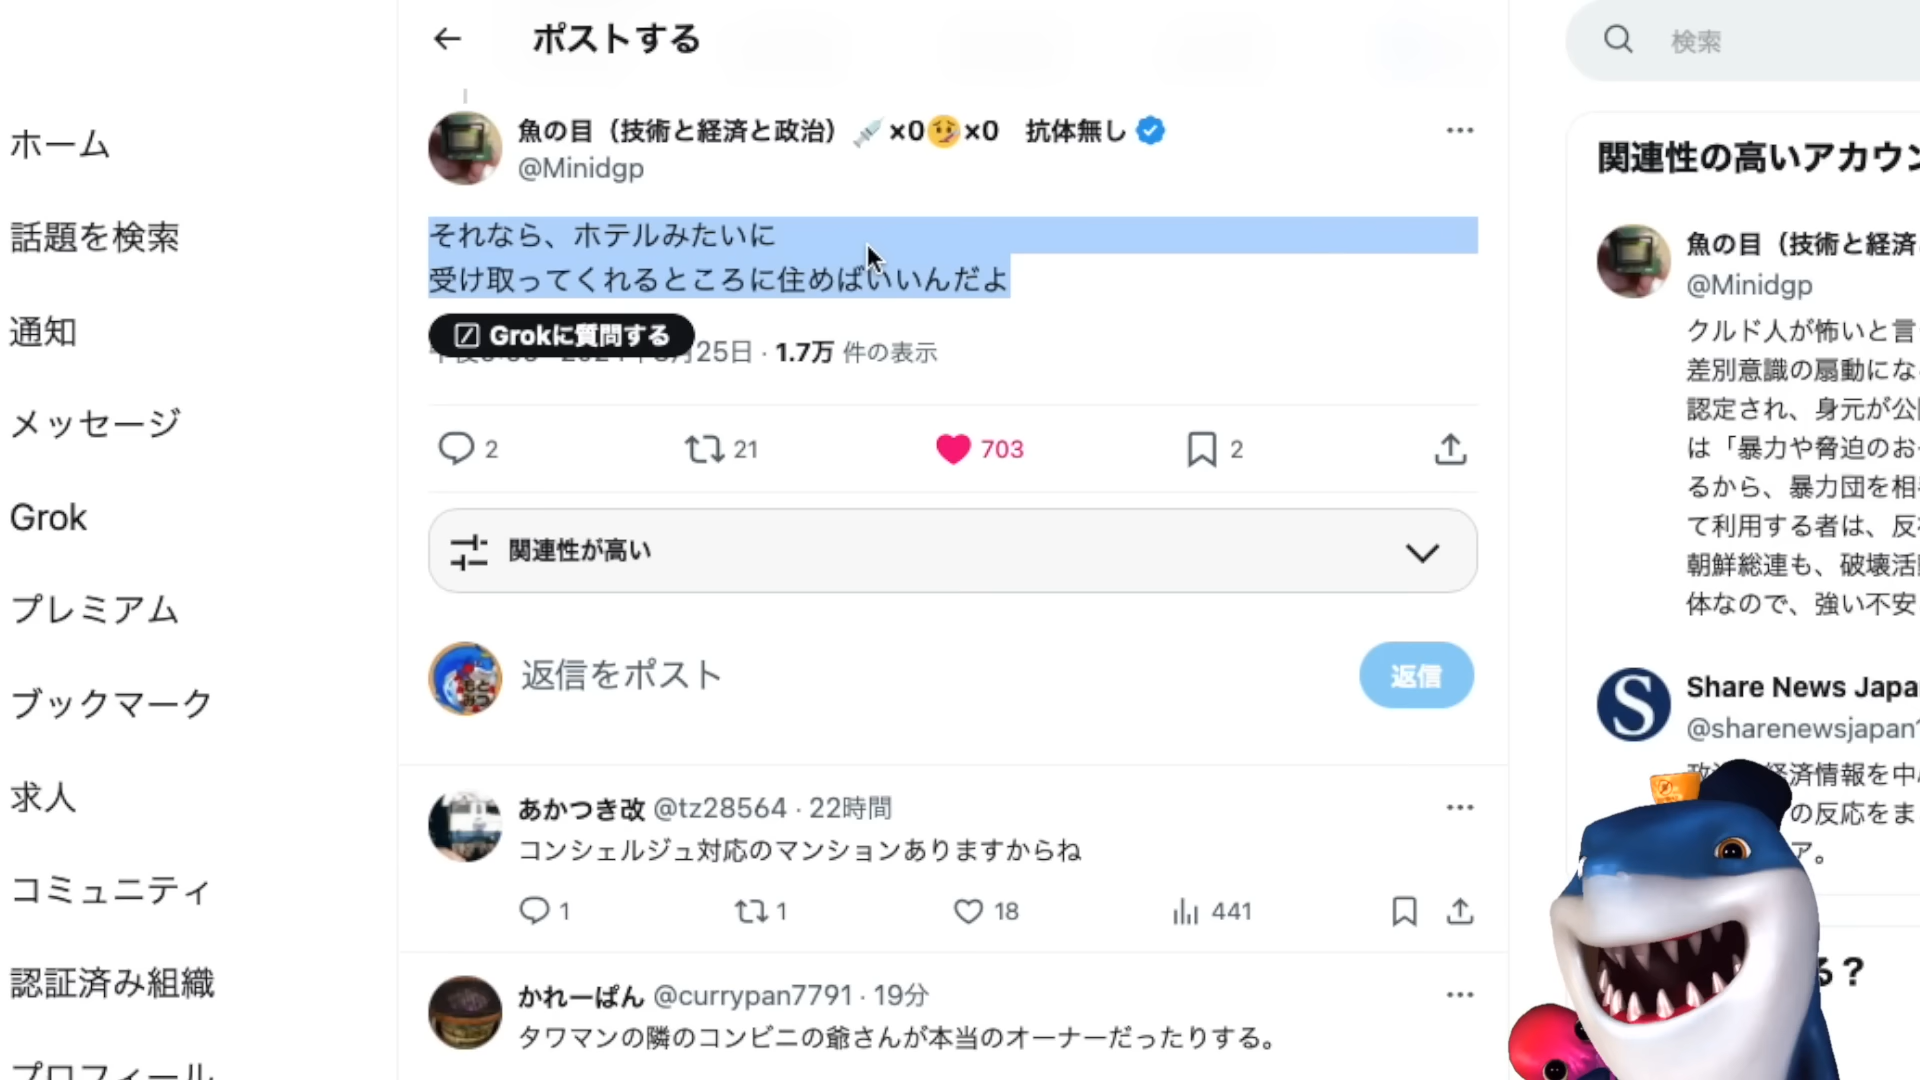 ホーム
話題を検索
通知
メッセージ
Grok
プレミアム
ブックマーク
求人
コミュニティ
認証済み組織
プロフィール
ポストする
魚の目（技術と経済と政治）💉×0🤒×0 抗体無し
@Minidgp
それなら、ホテルみたいに
受け取ってくれるところに住めばいいんだよ
Grokに質問する
月25日 · 1.7万 件の表示
2 21 703 2
関連性が高い
返信をポスト
返信
あかつき改 @tz28564 · 22時間
コンシェルジュ対応のマンションありますからね
1 1 18 441
かれーぱん @currypan7791 · 19分
タワマンの隣のコンビニの爺さんが本当のオーナーだったりする。
検索
関連性の高いアカウン
魚の目（技術と経済
@Minidgp
クルド人が怖いと言
差別意識の扇動にな
認定され、身元が公
は「暴力や脅迫のお
るから、暴力団を相
て利用する者は、反
朝鮮総連も、破壊活
体なので、強い不安
Share News Japa
@sharenewsjapan
経済情報を中
の反応をま
ア。
る？